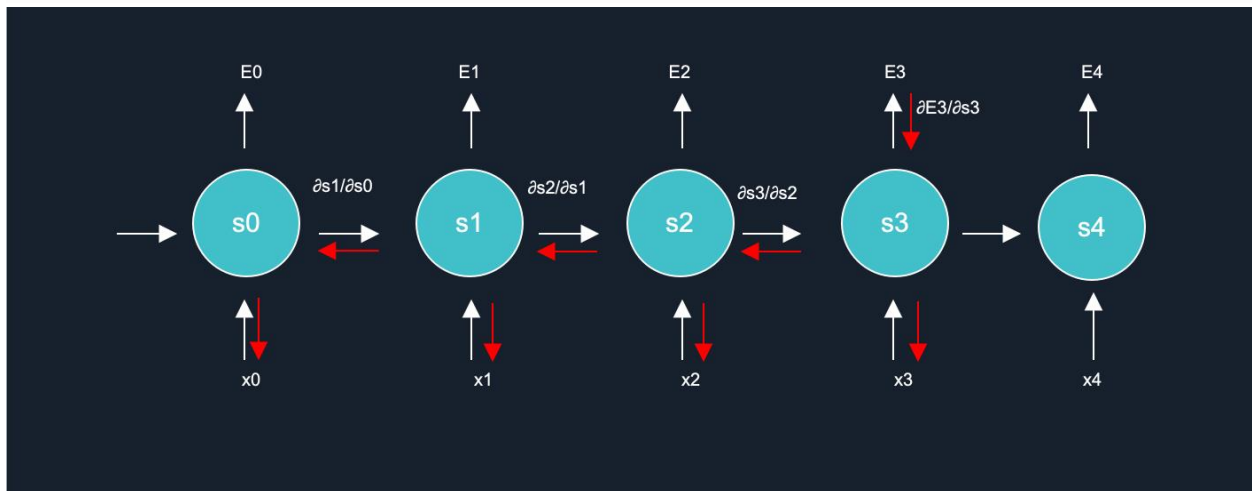 E0
E1
E2
E3
E4
∂E3/∂s3
∂s1/∂s0
∂s2/∂s1
∂s3/∂s2
s0
s1
s2
s3
s4
x0
x1
x2
x3
x4